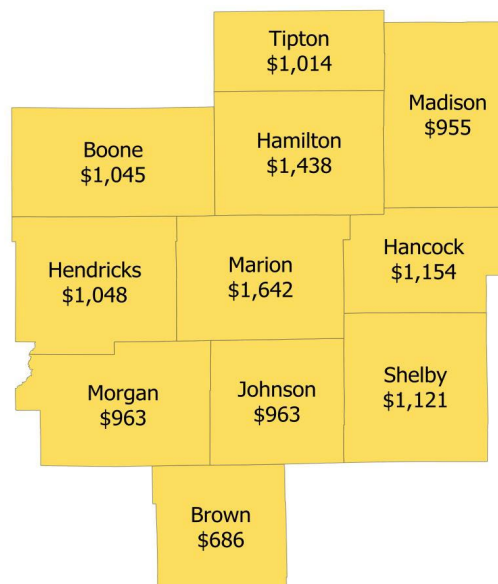 Tipton
$1,014
Madison
$955
Boone
$1,045
Hamilton
$1,438
Hendricks
$1,048
Marion
$1,642
Hancock
$1,154
Morgan
$963
Johnson
$963
Shelby
$1,121
Brown
$686